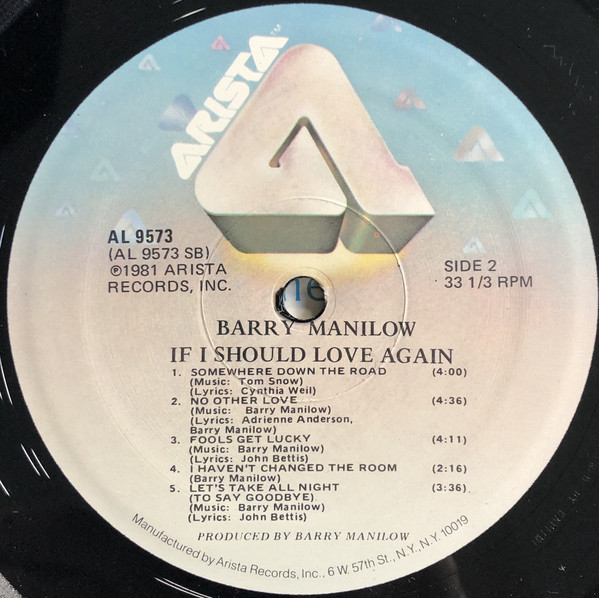 ARISTA™
AL 9573
(AL 9573 SB)
℗1981 ARISTA
RECORDS, INC.
SIDE 2
33 1/3 RPM
BARRY MANILOW
IF I SHOULD LOVE AGAIN
1. SOMEWHERE DOWN THE ROAD (4:00)
(Music: Tom Snow)
(Lyrics: Cynthia Weil)
2. NO OTHER LOVE (4:36)
(Music: Barry Manilow)
(Lyrics: Adrienne Anderson,
Barry Manilow)
3. FOOLS GET LUCKY (4:11)
(Music: Barry Manilow)
(Lyrics: John Bettis)
4. I HAVEN'T CHANGED THE ROOM (2:16)
(Barry Manilow)
5. LET'S TAKE ALL NIGHT (3:36)
(TO SAY GOODBYE)
(Music: Barry Manilow)
(Lyrics: John Bettis)
PRODUCED BY BARRY MANILOW
Manufactured by Arista Records, Inc., 6 W. 57th St., N.Y., N.Y. 10019